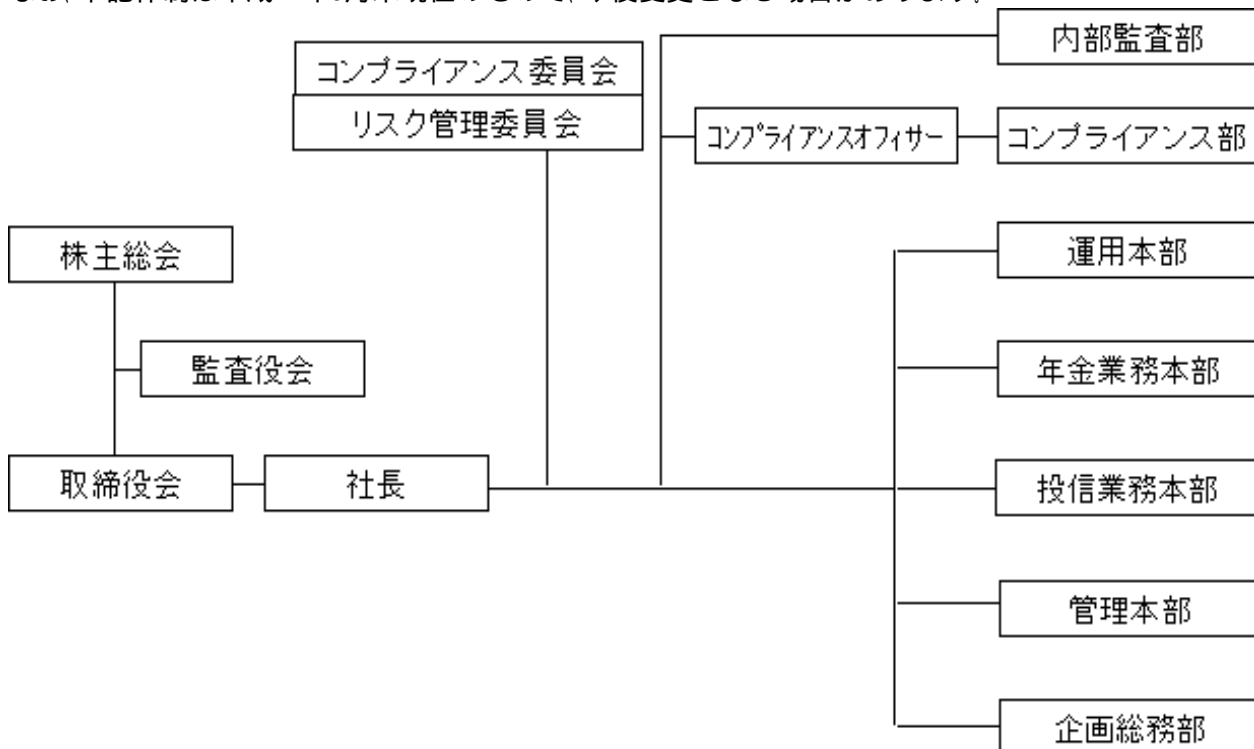 内部監査部
コンプライアンス委員会
リスク管理委員会
コンプライアンスオフィサー
コンプライアンス部
株主総会
運用本部
監査役会
年金業務本部
取締役会
社長
投信業務本部
管理本部
企画総務部